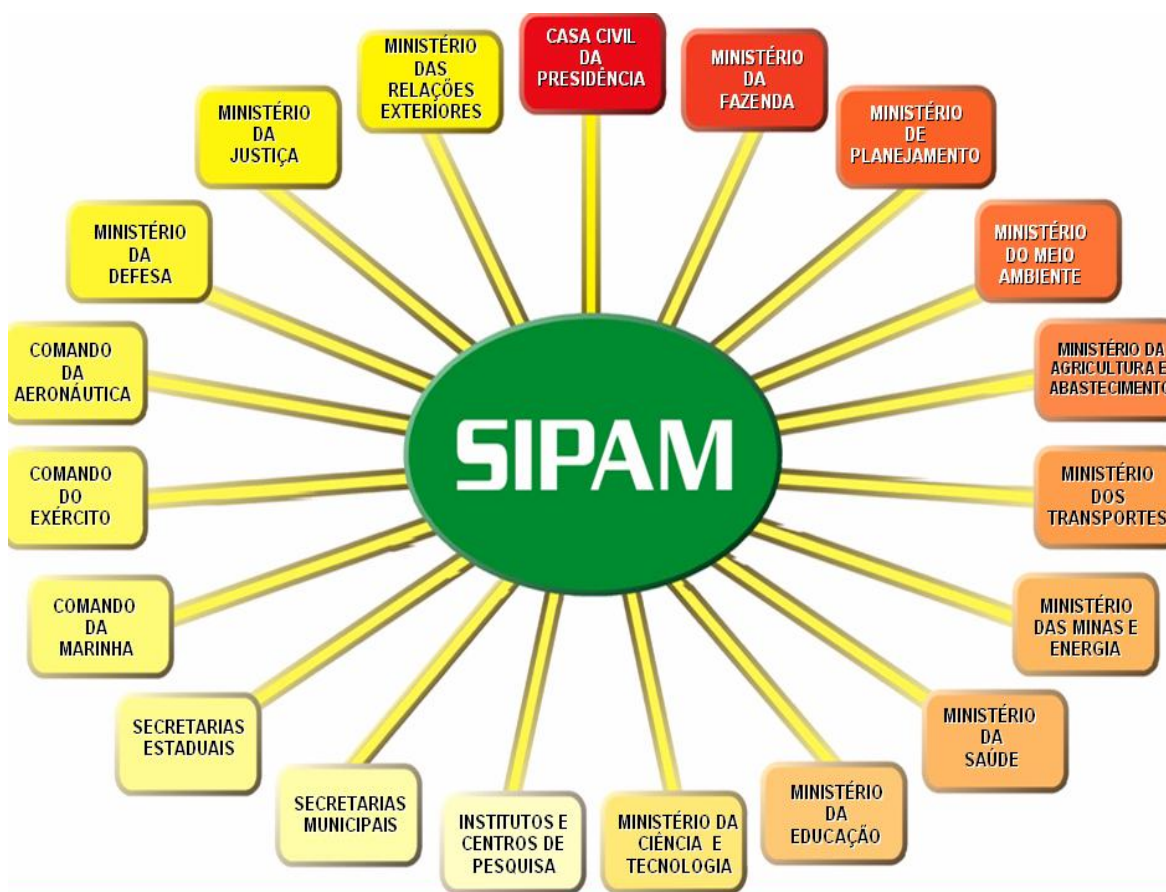 CASA CIVIL
DA
PRESIDÊNCIA
MINISTÉRIO
DA
FAZENDA
MINISTÉRIO
DE
PLANEJAMENTO
MINISTÉRIO
DO MEIO
AMBIENTE
MINISTÉRIO DA
AGRICULTURA E
ABASTECIMENTO
MINISTÉRIO
DOS
TRANSPORTES
MINISTÉRIO
DAS MINAS E
ENERGIA
MINISTÉRIO
DA
SAÚDE
MINISTÉRIO
DA
EDUCAÇÃO
MINISTÉRIO DA
CIÊNCIA E
TECNOLOGIA
INSTITUTOS E
CENTROS DE
PESQUISA
SECRETARIAS
MUNICIPAIS
SECRETARIAS
ESTADUAIS
COMANDO
DA
MARINHA
COMANDO
DO
EXÉRCITO
COMANDO
DA
AERONÁUTICA
MINISTÉRIO
DA
DEFESA
MINISTÉRIO
DA
JUSTIÇA
MINISTÉRIO
DAS
RELAÇÕES
EXTERIORES
SIPAM